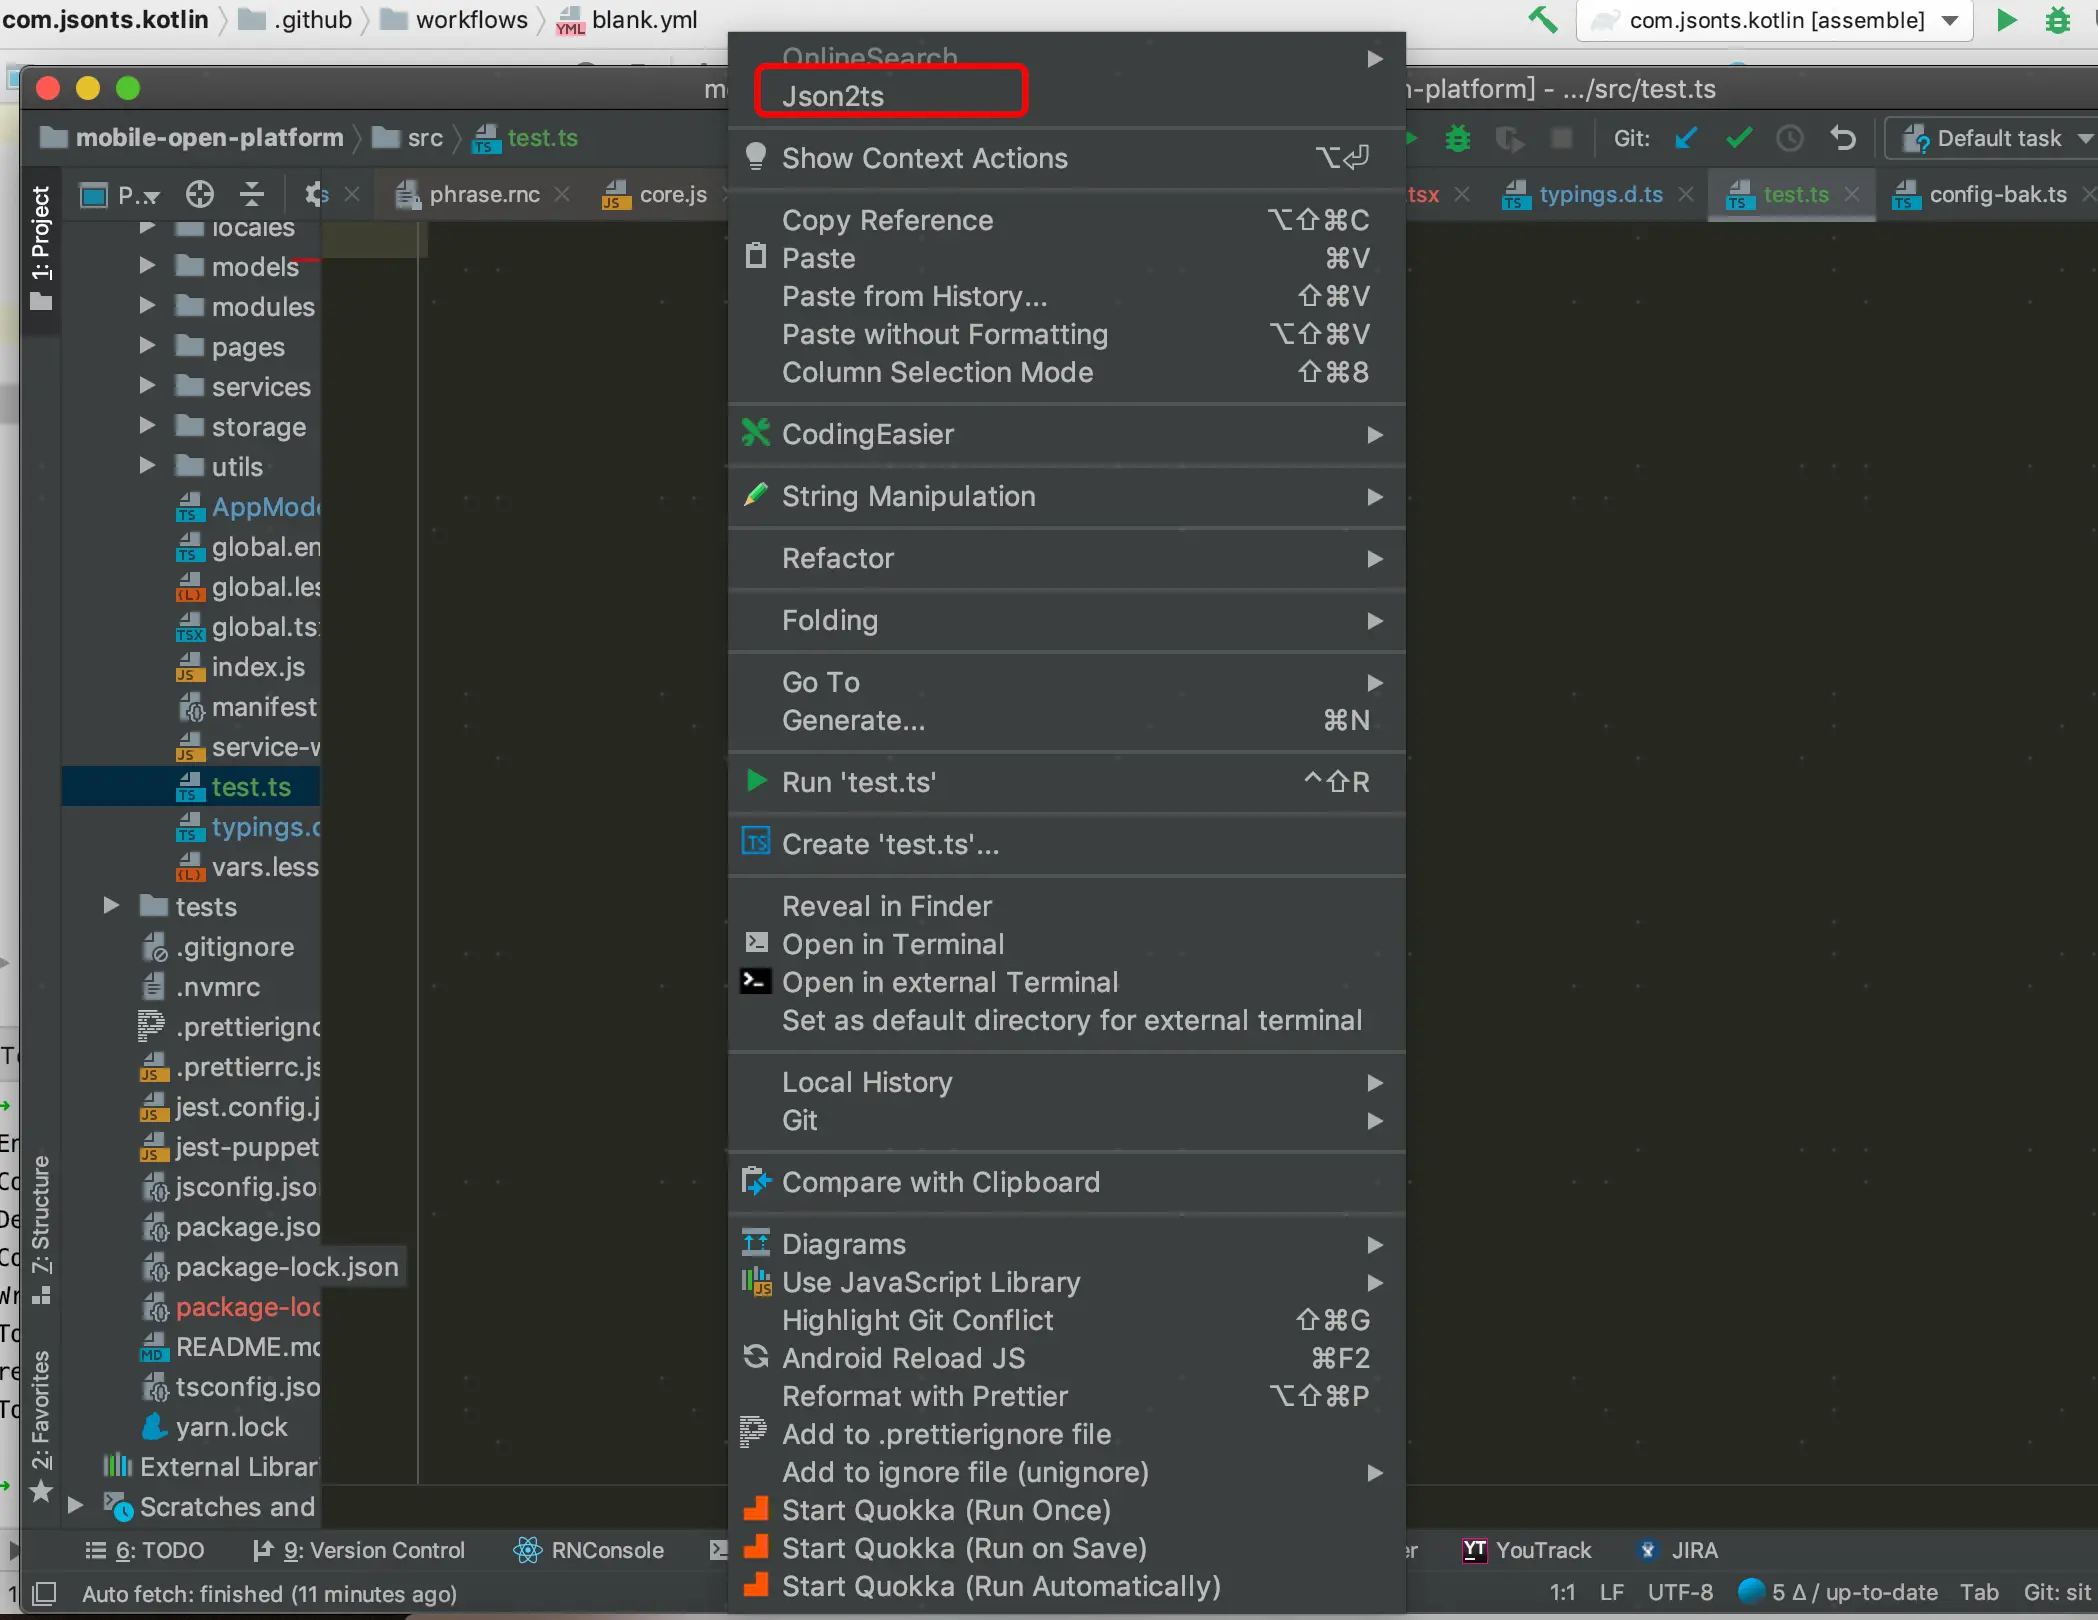 com.jsonts.kotlin .github workflows blank.yml
com.jsonts.kotlin [assemble]
-platform] - .../src/test.ts
mobile-open-platform src test.ts
Git: Default task
1: Project
P...
phrase.rnc
core.js
tsx
typings.d.ts
test.ts
config-bak.ts
locales
models
modules
pages
services
storage
utils
AppMode
global.en
global.les
global.ts
index.js
manifest
service-w
test.ts
typings.d
vars.less
tests
.gitignore
.nvmrc
.prettierigno
.prettierrc.js
jest.config.j
jest-puppet
jsconfig.jso
package.jso
package-lock.json
package-loc
README.md
tsconfig.jso
yarn.lock
External Librar
Scratches and
7: Structure
2: Favorites
OnlineSearch
Json2ts
Show Context Actions ⌥⏎
Copy Reference ⌥⇧⌘C
Paste ⌘V
Paste from History... ⇧⌘V
Paste without Formatting ⌥⇧⌘V
Column Selection Mode ⇧⌘8
CodingEasier
String Manipulation
Refactor
Folding
Go To
Generate... ⌘N
Run 'test.ts' ^⇧R
Create 'test.ts'...
Reveal in Finder
Open in Terminal
Open in external Terminal
Set as default directory for external terminal
Local History
Git
Compare with Clipboard
Diagrams
Use JavaScript Library
Highlight Git Conflict ⇧⌘G
Android Reload JS ⌘F2
Reformat with Prettier ⌥⇧⌘P
Add to .prettierignore file
Add to ignore file (unignore)
Start Quokka (Run Once)
Start Quokka (Run on Save)
Start Quokka (Run Automatically)
6: TODO 9: Version Control RNConsole
er YouTrack JIRA
Auto fetch: finished (11 minutes ago)
1:1 LF UTF-8 5 Δ / up-to-date Tab Git: sit